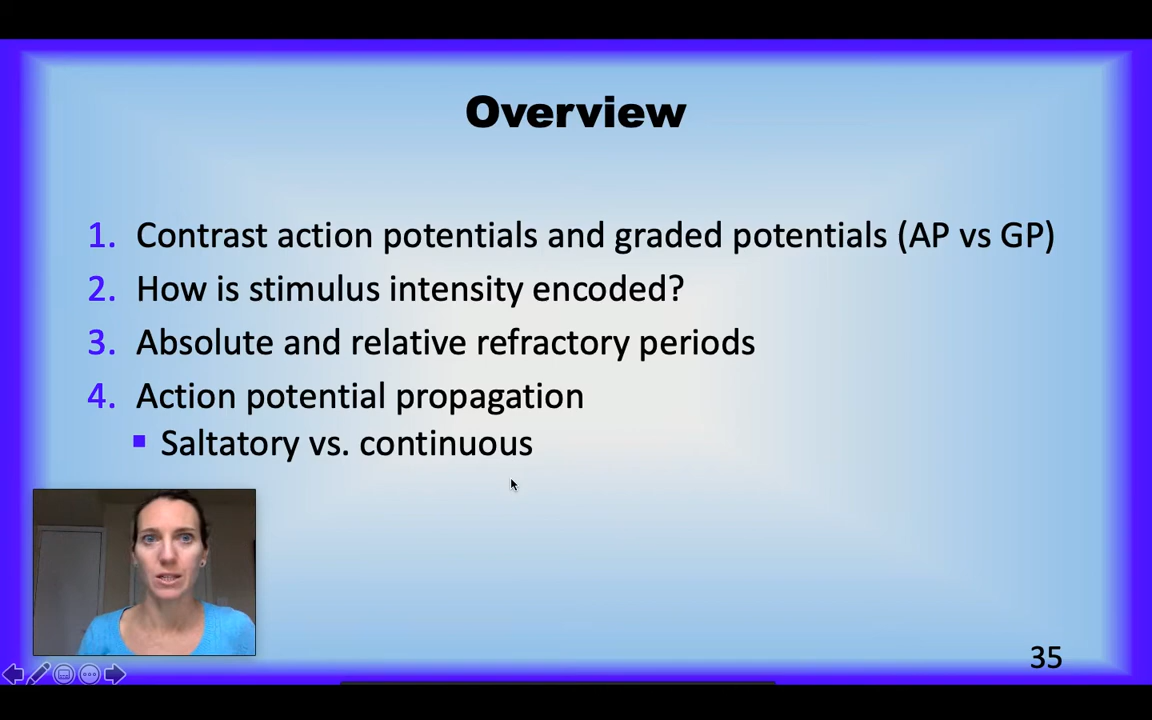 Overview
1. Contrast action potentials and graded potentials (AP vs GP)
2. How is stimulus intensity encoded?
3. Absolute and relative refractory periods
4. Action potential propagation
▪ Saltatory vs. continuous
35